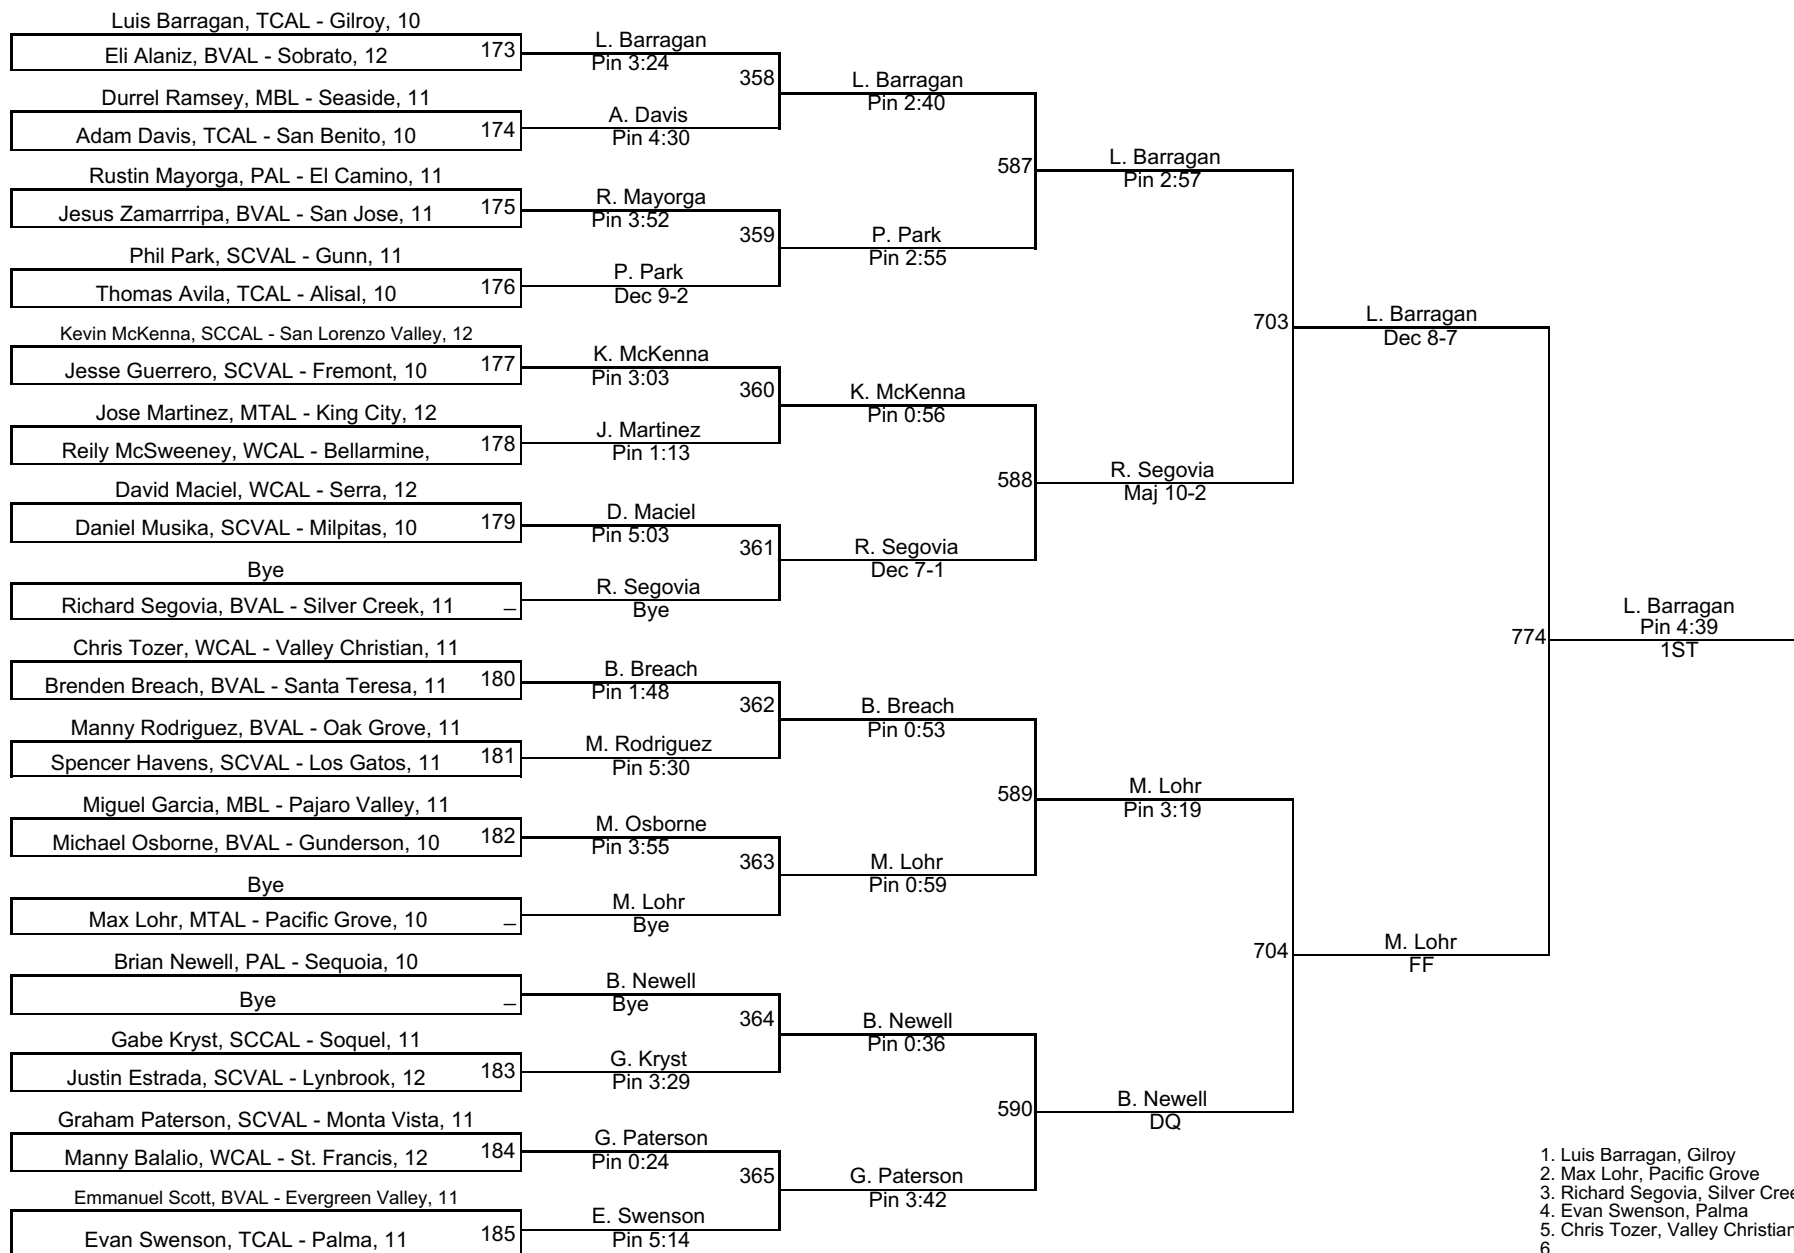 Luis Barragan, TCAL - Gilroy, 10
Eli Alaniz, BVAL - Sobrato, 12
173
Durrel Ramsey, MBL - Seaside, 11
Adam Davis, TCAL - San Benito, 10
174
Rustin Mayorga, PAL - El Camino, 11
Jesus Zamarrripa, BVAL - San Jose, 11
175
Phil Park, SCVAL - Gunn, 11
Thomas Avila, TCAL - Alisal, 10
176
Kevin McKenna, SCCAL - San Lorenzo Valley, 12
Jesse Guerrero, SCVAL - Fremont, 10
177
Jose Martinez, MTAL - King City, 12
Reily McSweeney, WCAL - Bellarmine,
178
David Maciel, WCAL - Serra, 12
Daniel Musika, SCVAL - Milpitas, 10
179
Bye
Richard Segovia, BVAL - Silver Creek, 11
_
Chris Tozer, WCAL - Valley Christian, 11
Brenden Breach, BVAL - Santa Teresa, 11
180
Manny Rodriguez, BVAL - Oak Grove, 11
Spencer Havens, SCVAL - Los Gatos, 11
181
Miguel Garcia, MBL - Pajaro Valley, 11
Michael Osborne, BVAL - Gunderson, 10
182
Bye
Max Lohr, MTAL - Pacific Grove, 10
_
Brian Newell, PAL - Sequoia, 10
Bye
_
Gabe Kryst, SCCAL - Soquel, 11
Justin Estrada, SCVAL - Lynbrook, 12
183
Graham Paterson, SCVAL - Monta Vista, 11
Manny Balalio, WCAL - St. Francis, 12
184
Emmanuel Scott, BVAL - Evergreen Valley, 11
Evan Swenson, TCAL - Palma, 11
185
L. Barragan
Pin 3:24
358
A. Davis
Pin 4:30
R. Mayorga
Pin 3:52
359
P. Park
Dec 9-2
K. McKenna
Pin 3:03
360
J. Martinez
Pin 1:13
D. Maciel
Pin 5:03
361
R. Segovia
Bye
B. Breach
Pin 1:48
362
M. Rodriguez
Pin 5:30
M. Osborne
Pin 3:55
363
M. Lohr
Bye
B. Newell
Bye
364
G. Kryst
Pin 3:29
G. Paterson
Pin 0:24
365
E. Swenson
Pin 5:14
L. Barragan
Pin 2:40
587
P. Park
Pin 2:55
K. McKenna
Pin 0:56
588
R. Segovia
Dec 7-1
B. Breach
Pin 0:53
589
M. Lohr
Pin 0:59
B. Newell
Pin 0:36
590
G. Paterson
Pin 3:42
L. Barragan
Pin 2:57
703
R. Segovia
Maj 10-2
M. Lohr
Pin 3:19
704
B. Newell
DQ
L. Barragan
Dec 8-7
774
M. Lohr
FF
L. Barragan
Pin 4:39
1ST
1. Luis Barragan, Gilroy
2. Max Lohr, Pacific Grove
3. Richard Segovia, Silver
4. Evan Swenson, Palma
5. Chris Tozer, Valley Christian
6